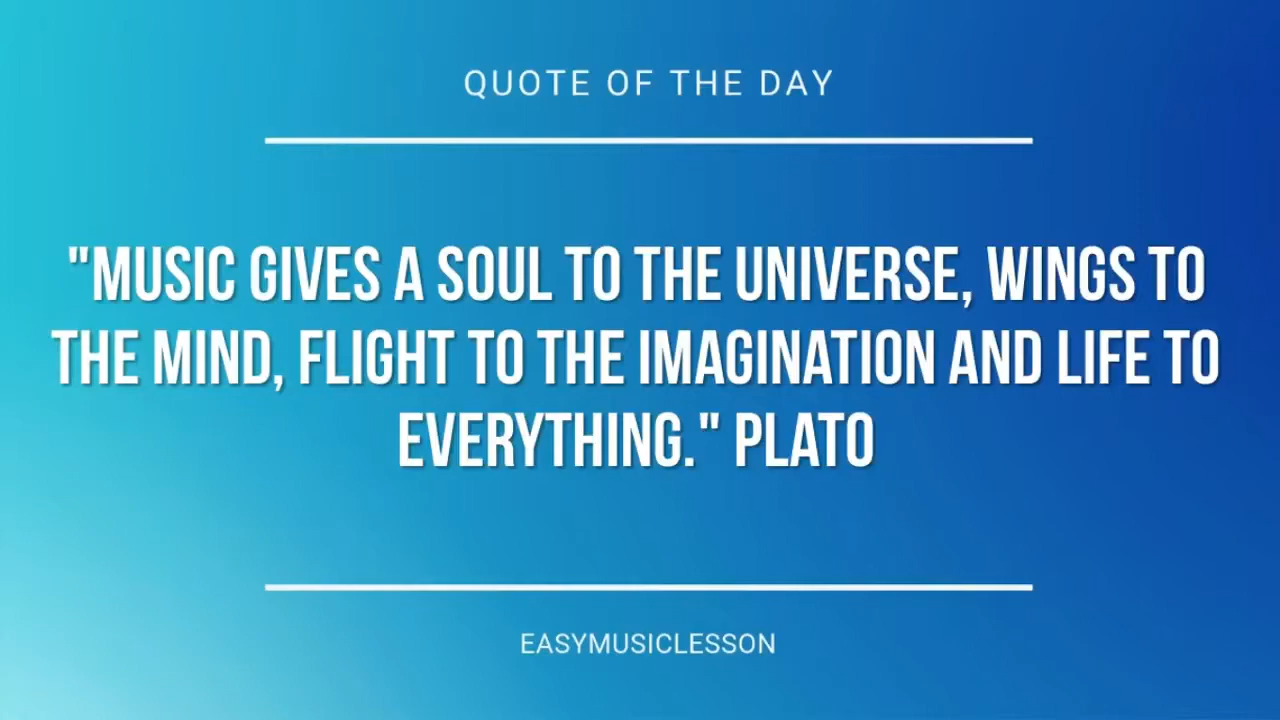 QUOTE OF THE DAY
"MUSIC GIVES A SOUL TO THE UNIVERSE, WINGS TO
THE MIND, FLIGHT TO THE IMAGINATION AND LIFE TO
EVERYTHING." PLATO
EASYMUSICLESSON